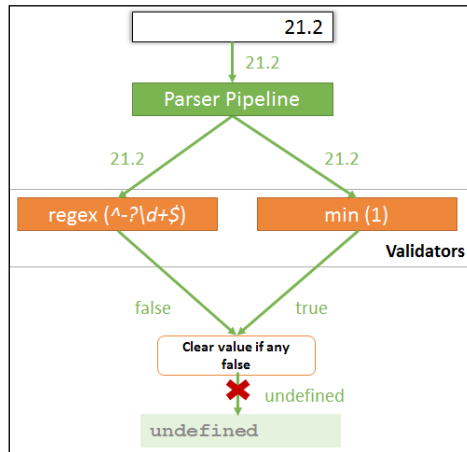 21.2
21.2
Parser Pipeline
21.2
21.2
regex (^-?\d+$)
min (1)
Validators
false
true
Clear value if any
false
undefined
undefined